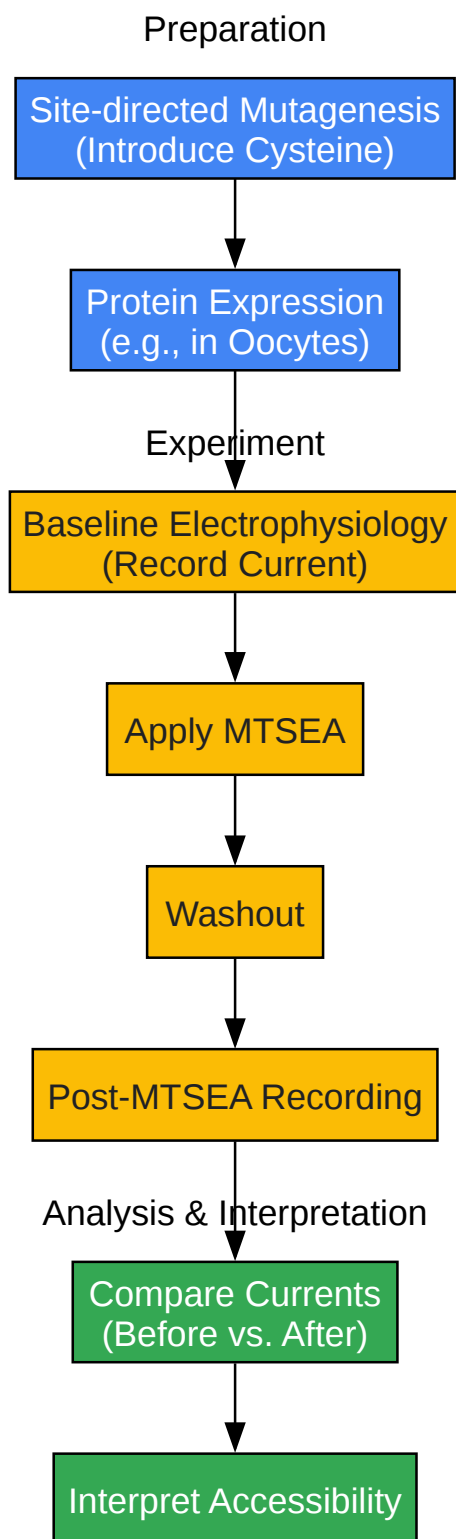 Preparation
Site-directed Mutagenesis
(Introduce Cysteine)
Protein Expression
(e.g., in Oocytes)
Experiment
Baseline Electrophysiology
(Record Current)
Apply MTSEA
Washout
Post-MTSEA Recording
Analysis & Interpretation
Compare Currents
(Before vs. After)
Interpret Accessibility